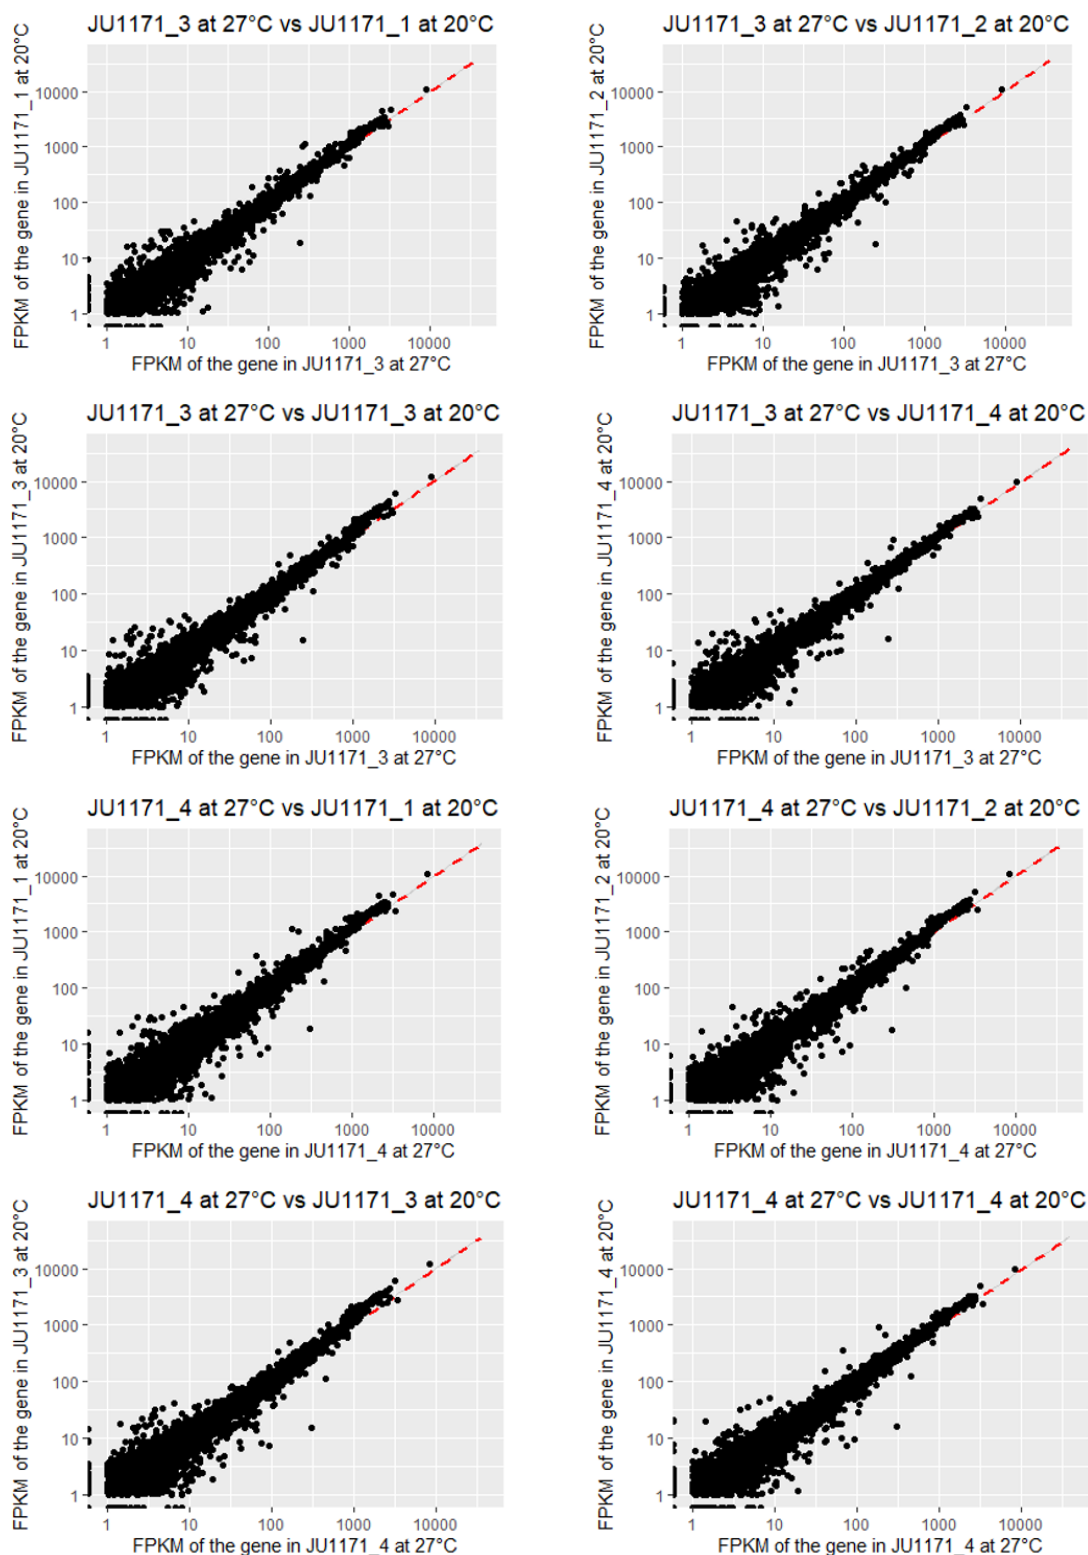 JU1171_3 at 27°C vs JU1171_1 at 20°C
FPKM of the gene in JU1171_1 at 20°C
10000
1000
100
10
1
1 10 100 1000 10000
FPKM of the gene in JU1171_3 at 27°C
JU1171_3 at 27°C vs JU1171_2 at 20°C
FPKM of the gene in JU1171_2 at 20°C
10000
1000
100
10
1
1 10 100 1000 10000
FPKM of the gene in JU1171_3 at 27°C
JU1171_3 at 27°C vs JU1171_3 at 20°C
FPKM of the gene in JU1171_3 at 20°C
10000
1000
100
10
1
1 10 100 1000 10000
FPKM of the gene in JU1171_3 at 27°C
JU1171_3 at 27°C vs JU1171_4 at 20°C
FPKM of the gene in JU1171_4 at 20°C
10000
1000
100
10
1
1 10 100 1000 10000
FPKM of the gene in JU1171_3 at 27°C
JU1171_4 at 27°C vs JU1171_1 at 20°C
FPKM of the gene in JU1171_1 at 20°C
10000
1000
100
10
1
1 10 100 1000 10000
FPKM of the gene in JU1171_4 at 27°C
JU1171_4 at 27°C vs JU1171_2 at 20°C
FPKM of the gene in JU1171_2 at 20°C
10000
1000
100
10
1
1 10 100 1000 10000
FPKM of the gene in JU1171_4 at 27°C
JU1171_4 at 27°C vs JU1171_3 at 20°C
FPKM of the gene in JU1171_3 at 20°C
10000
1000
100
10
1
1 10 100 1000 10000
FPKM of the gene in JU1171_4 at 27°C
JU1171_4 at 27°C vs JU1171_4 at 20°C
FPKM of the gene in JU1171_4 at 20°C
10000
1000
100
10
1
1 10 100 1000 10000
FPKM of the gene in JU1171_4 at 27°C